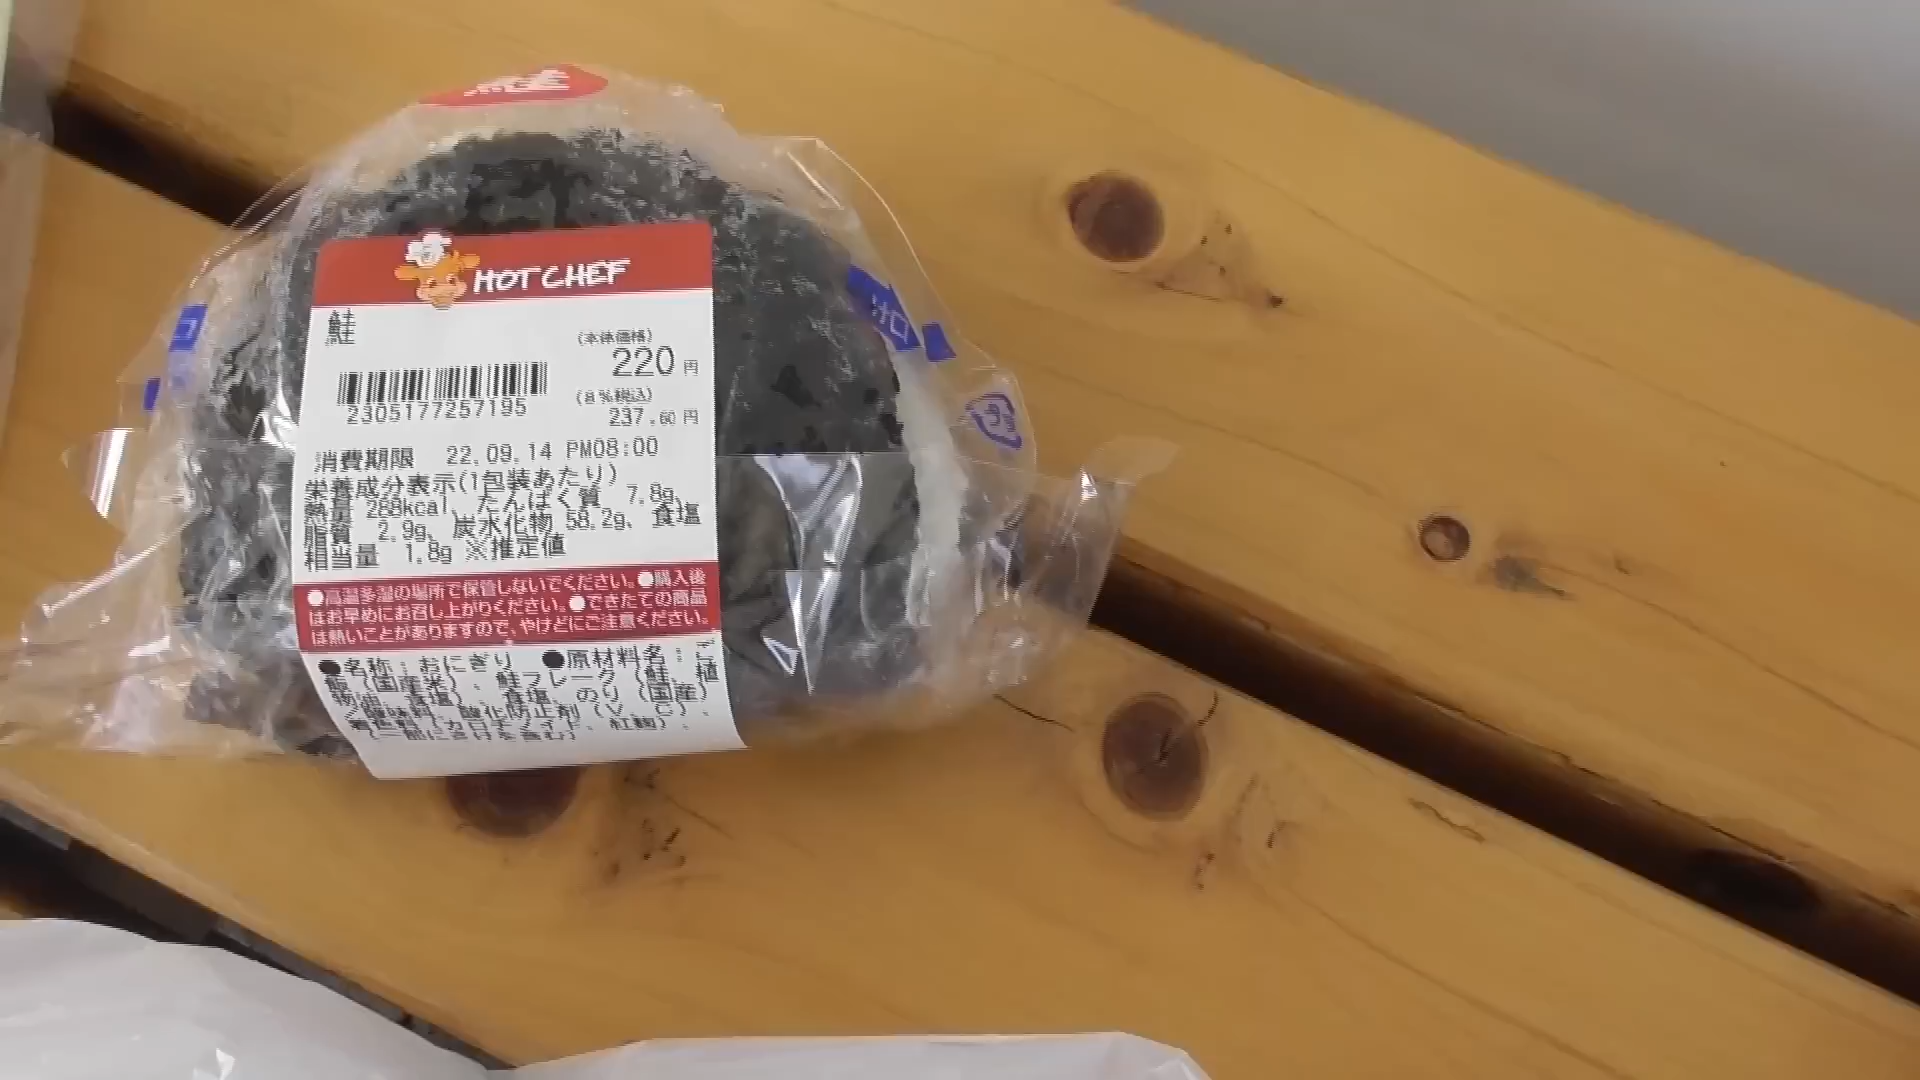 HOT CHEF
鮭
(本体価格)
220円
(8%税込)
2305177257195
237.60円
消費期限 22.09.14 PM08:00
栄養成分表示(1包装あたり)
熱量 288kcal、たんぱく質 7.8g、
脂質 2.9g、炭水化物 58.2g、食塩
相当量 1.8g ※推定値
●高温多湿の場所で保管しないでください。●購入後
はお早めにお召し上がりください。●できたての商品
は熱いことがありますので、やけどにご注意ください。
●名称:おにぎり ●原材料名:ご
飯(国産米)、鮭フレーク(鮭、植
物油、食塩)、食塩、のり(国産)
酸化防止剤(V.C)、